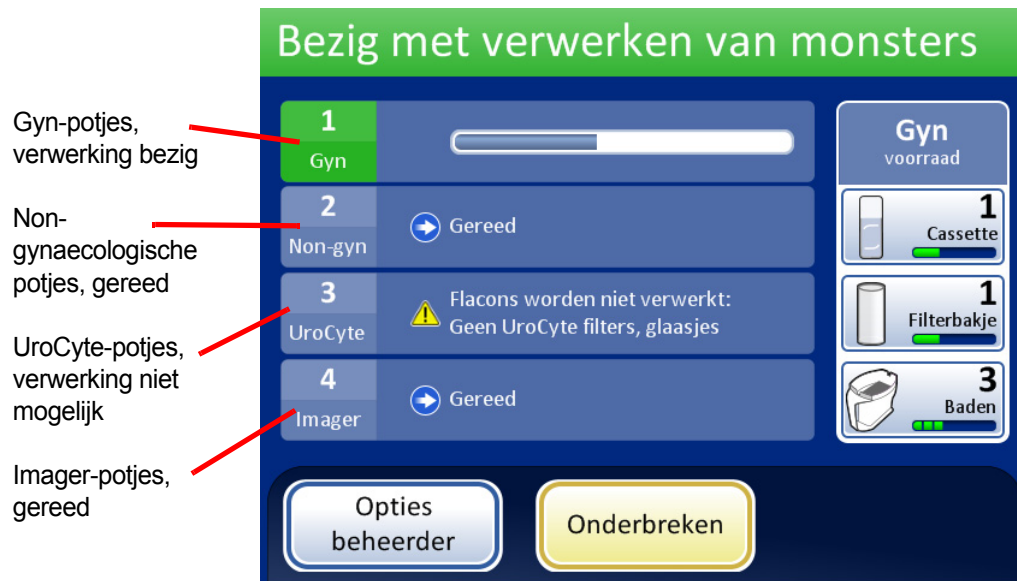 Bezig met verwerken van monsters
Gyn-potjes,
verwerking bezig
Non-
gynaecologische
potjes, gereed
UroCyte-potjes,
verwerking niet
mogelijk
Imager-potjes,
gereed
1
Gyn
2
Non-gyn
Gereed
3
UroCyte
Flacons worden niet verwerkt:
Geen UroCyte filters, glaasjes
4
Imager
Gereed
Gyn
voorraad
1
Cassette
1
Filterbakje
3
Baden
Opties
beheerder
Onderbreken